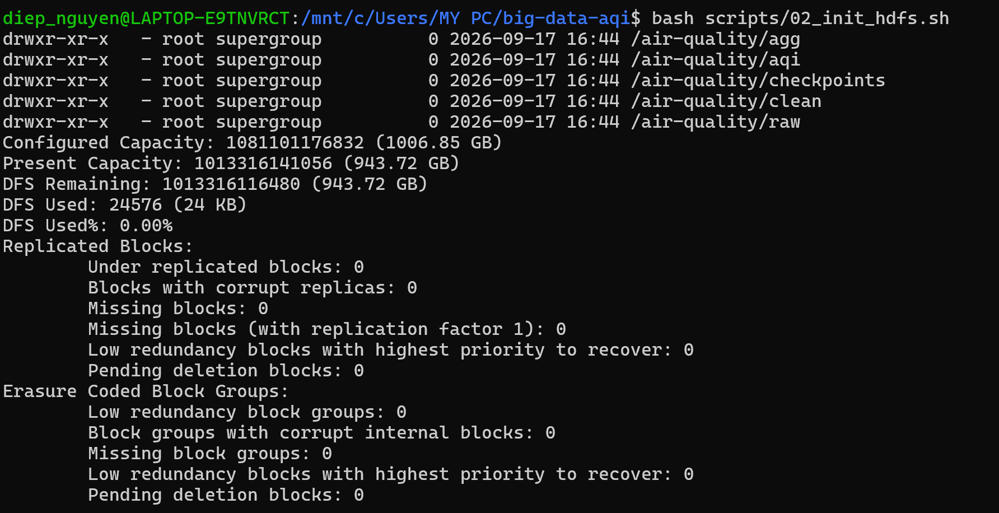 diep_nguyen@LAPTOP-E9TNVRCT:/mnt/c/Users/MY PC/big-data-aqi$ bash scripts/02_init_hdfs.sh
drwxr-xr-x   - root supergroup          0 2026-09-17 16:44 /air-quality/agg
drwxr-xr-x   - root supergroup          0 2026-09-17 16:44 /air-quality/aqi
drwxr-xr-x   - root supergroup          0 2026-09-17 16:44 /air-quality/checkpoints
drwxr-xr-x   - root supergroup          0 2026-09-17 16:44 /air-quality/clean
drwxr-xr-x   - root supergroup          0 2026-09-17 16:44 /air-quality/raw
Configured Capacity: 1081101176832 (1006.85 GB)
Present Capacity: 1013316141056 (943.72 GB)
DFS Remaining: 1013316116480 (943.72 GB)
DFS Used: 24576 (24 KB)
DFS Used%: 0.00%
Replicated Blocks:
        Under replicated blocks: 0
        Blocks with corrupt replicas: 0
        Missing blocks: 0
        Missing blocks (with replication factor 1): 0
        Low redundancy blocks with highest priority to recover: 0
        Pending deletion blocks: 0
Erasure Coded Block Groups:
        Low redundancy block groups: 0
        Block groups with corrupt internal blocks: 0
        Missing block groups: 0
        Low redundancy blocks with highest priority to recover: 0
        Pending deletion blocks: 0